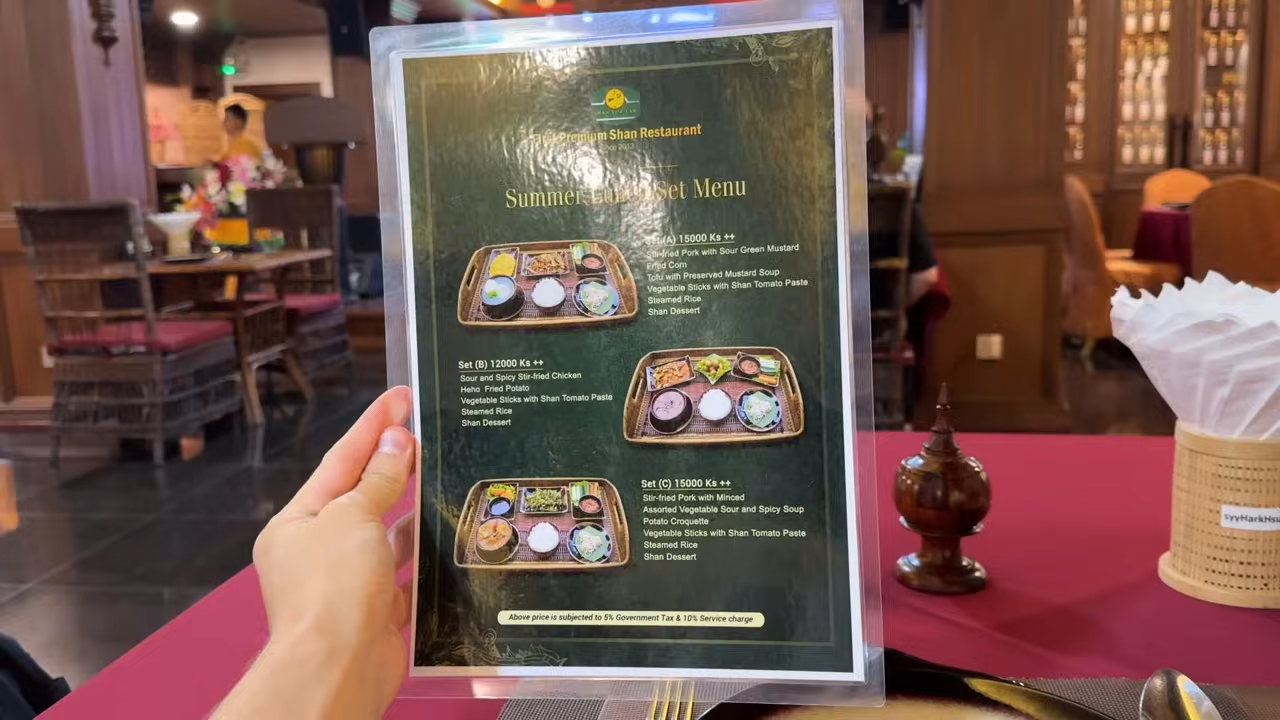 Premium Shan Restaurant
Since 2013
Summer Lunch Set Menu
Set (A) 15000 Ks ++
Stir-fried Pork with Sour Green Mustard
Fried Corn
Tofu with Preserved Mustard Soup
Vegetable Sticks with Shan Tomato Paste
Steamed Rice
Shan Dessert
Set (B) 12000 Ks ++
Sour and Spicy Stir-fried Chicken
Heho Fried Potato
Vegetable Sticks with Shan Tomato Paste
Steamed Rice
Shan Dessert
Set (C) 15000 Ks ++
Stir-fried Pork with Minced
Assorted Vegetable Sour and Spicy Soup
Potato Croquette
Vegetable Sticks with Shan Tomato Paste
Steamed Rice
Shan Dessert
Above price is subjected to 5% Government Tax & 10% Service charge
syyHarkHsu